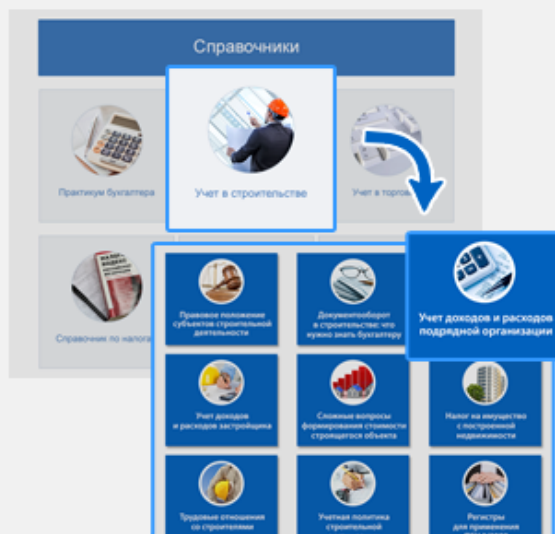 Справочники
Практикум бухгалтера
Учет в строительстве
Учет в торгов
Справочник по налога
Правовое положение
субъектов строительной
деятельности
Документооборот
в строительстве: что
нужно знать бухгалтеру
Учет доходов и расходов
подрядной организации
Учет доходов
и расходов застройщика
Сложные вопросы
формирования стоимости
строящегося объекта
Налог на имущество
с построенной
недвижимости
Трудовые отношения
со строителями
Учетная политика
строительной
Регистры
для применения